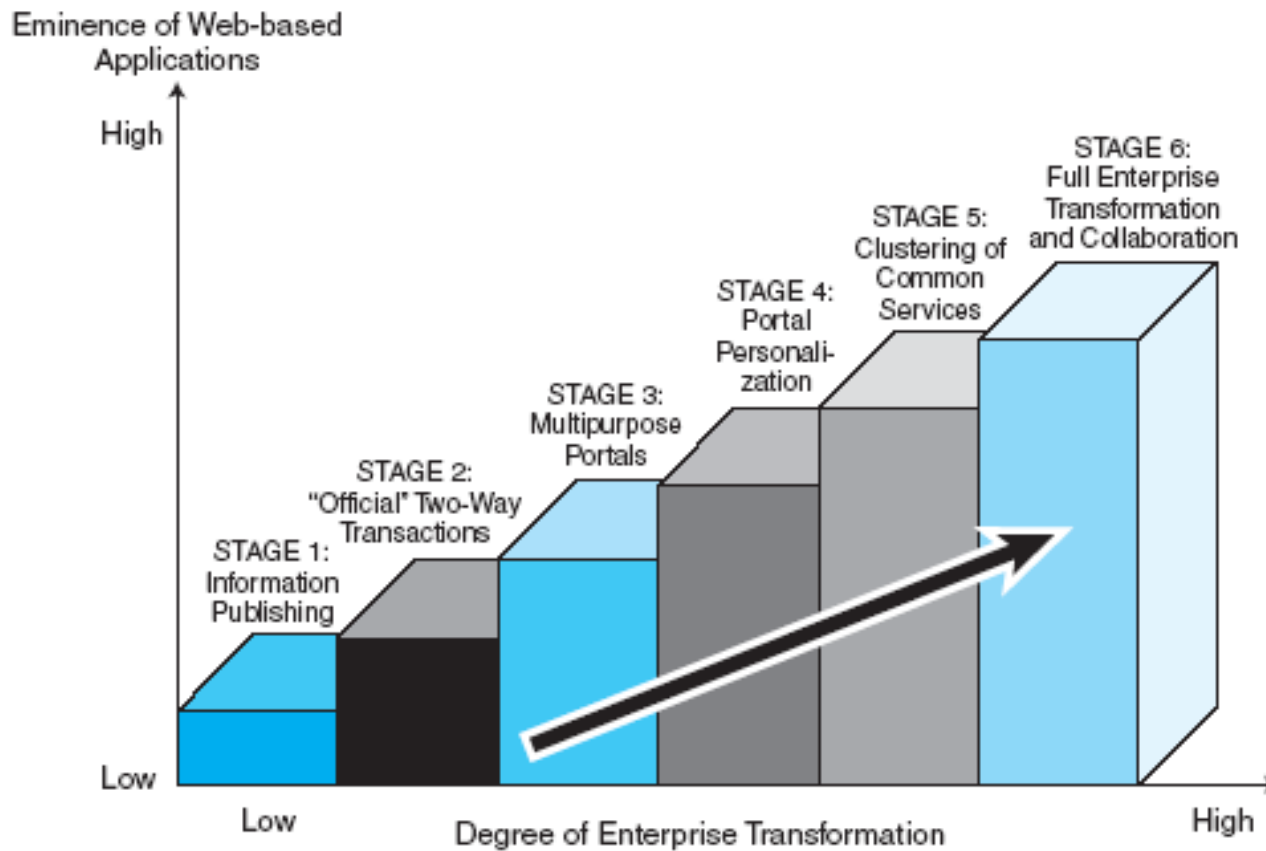 Eminence of Web-based
Applications
High
STAGE 6:
Full Enterprise
Transformation
and Collaboration
STAGE 5:
Clustering of
Common
Services
STAGE 4:
Portal
Personali-
zation
STAGE 3:
Multipurpose
Portals
STAGE 2:
“Official” Two-Way
Transactions
STAGE 1:
Information
Publishing
Low
Low
Degree of Enterprise Transformation
High